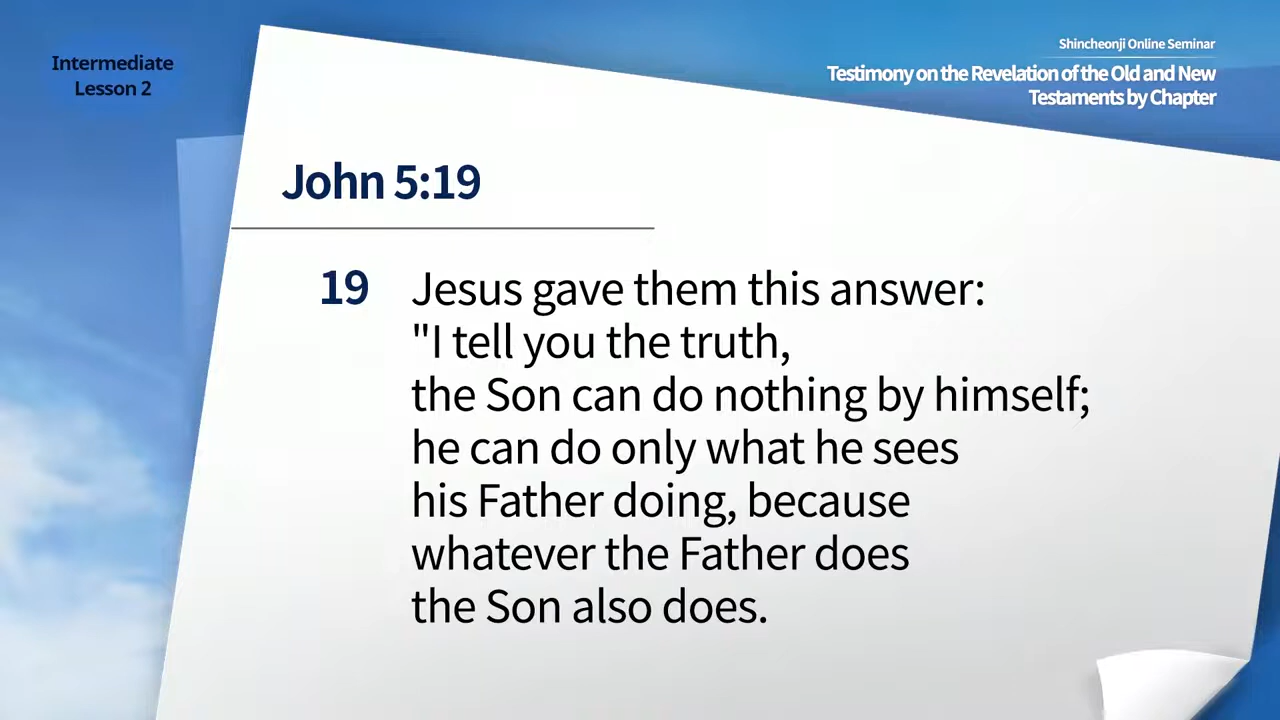 Intermediate
Lesson 2
Shincheonji Online Seminar
Testimony on the Revelation of the Old and New
Testaments by Chapter
John 5:19
19 Jesus gave them this answer:
"I tell you the truth,
the Son can do nothing by himself;
he can do only what he sees
his Father doing, because
whatever the Father does
the Son also does.